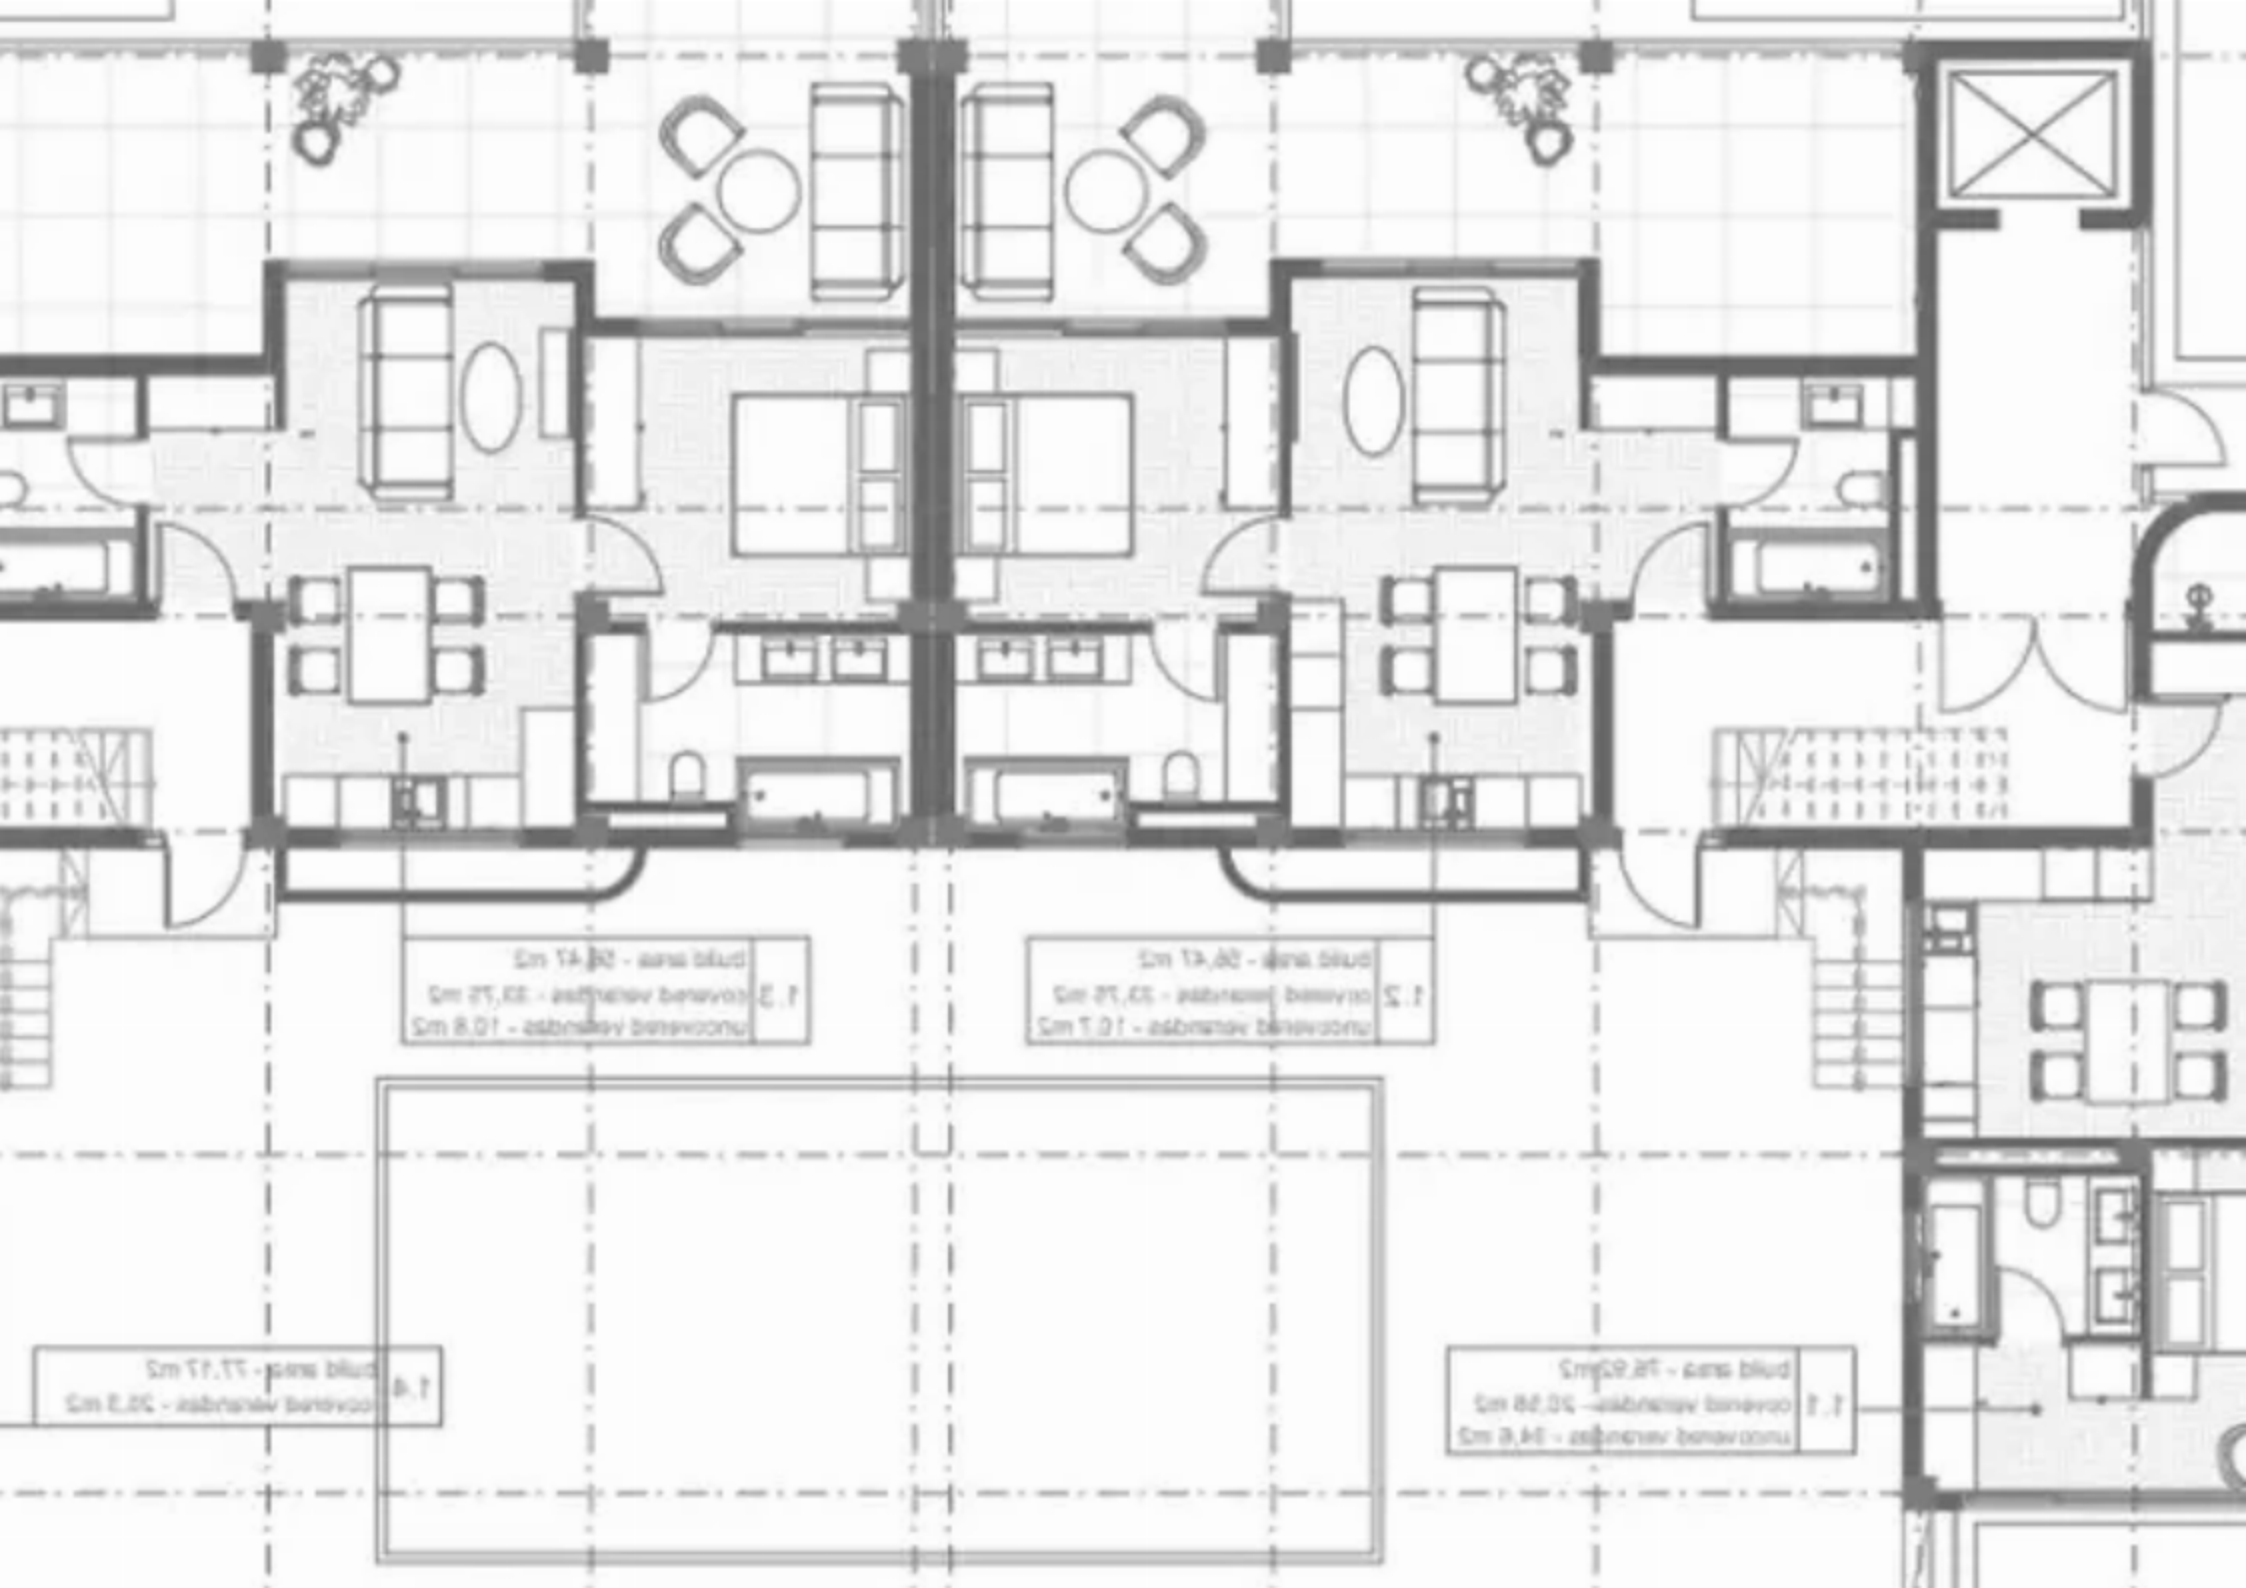 1.3
build area - 56,47 m2
covered verandas - 33,75 m2
uncovered verandas - 10,8 m2
1.2
build area - 56,47 m2
covered verandas - 33,75 m2
uncovered verandas - 10,7 m2
1.4
build area - 77,17 m2
covered verandas - 25,3 m2
1.1
build area - 76,92 m2
covered verandas - 20,58 m2
uncovered verandas - 34,6 m2